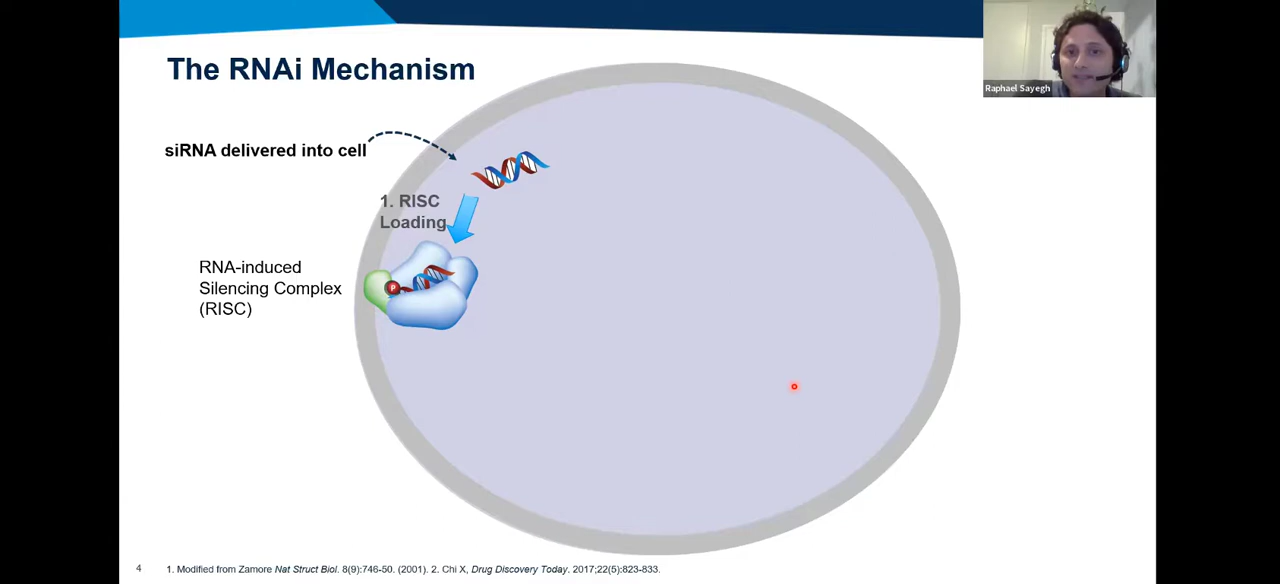 The RNAi Mechanism
Raphael Sayegh
siRNA delivered into cell
1. RISC
Loading
RNA-induced
Silencing Complex
(RISC)
P
4
1. Modified from Zamore Nat Struct Biol. 8(9):746-50. (2001). 2. Chi X, Drug Discovery Today. 2017;22(5):823-833.